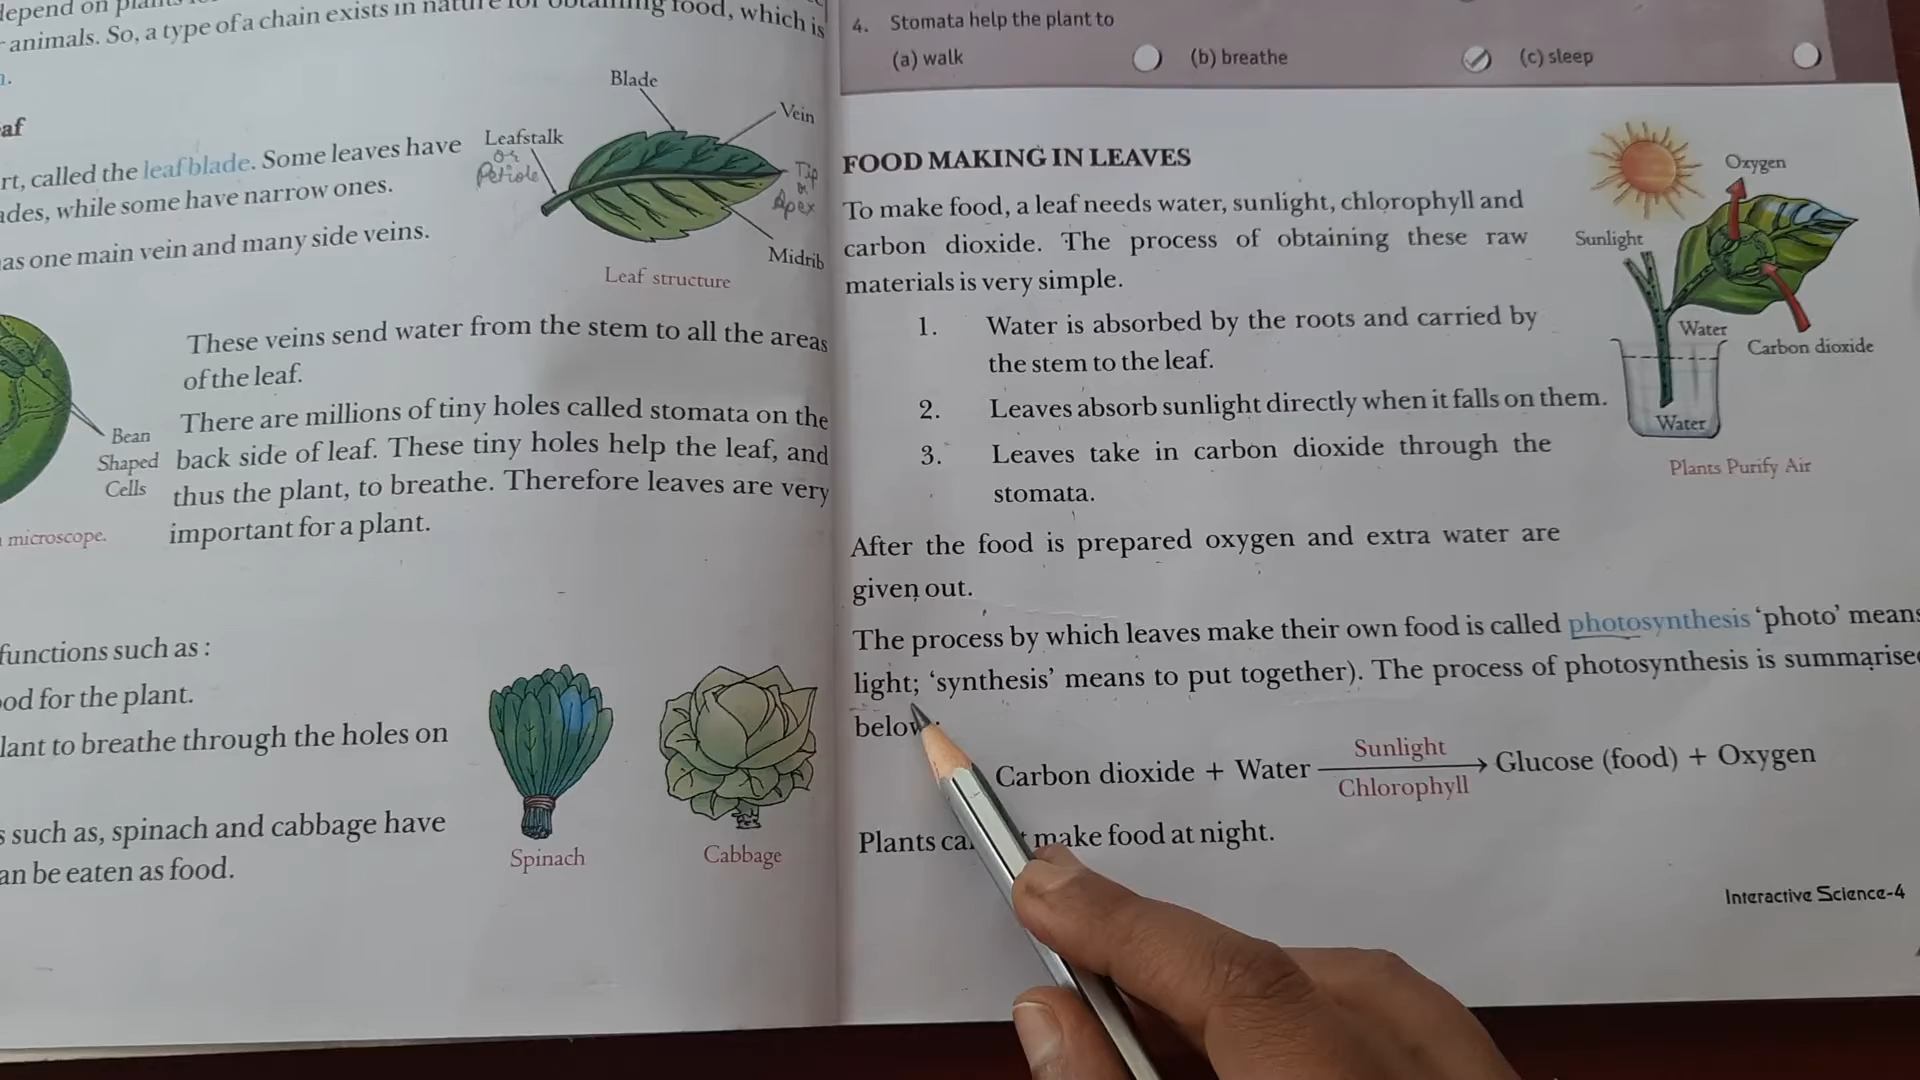 depend on plants
animals. So, a type of a chain exists in nature for obtaining food, which is
af
rt, called the leaf blade. Some leaves have
ades, while some have narrow ones.
as one main vein and many side veins.
Blade
Vein
Leafstalk
or
Petiole
Tip
or
Apex
Midrib
Leaf structure
These veins send water from the stem to all the areas
of the leaf.
There are millions of tiny holes called stomata on the
back side of leaf. These tiny holes help the leaf, and
thus the plant, to breathe. Therefore leaves are very
important for a plant.
Bean
Shaped
Cells
microscope.
functions such as :
od for the plant.
lant to breathe through the holes on
s such as, spinach and cabbage have
an be eaten as food.
Spinach
Cabbage
4. Stomata help the plant to
(a) walk (b) breathe (c) sleep
FOOD MAKING IN LEAVES
To make food, a leaf needs water, sunlight, chlorophyll and
carbon dioxide. The process of obtaining these raw
materials is very simple.
1. Water is absorbed by the roots and carried by
the stem to the leaf.
2. Leaves absorb sunlight directly when it falls on them.
3. Leaves take in carbon dioxide through the
stomata.
Oxygen
Sunlight
Water
Carbon dioxide
Water
Plants Purify Air
After the food is prepared oxygen and extra water are
given out.
The process by which leaves make their own food is called photosynthesis 'photo' means
light; 'synthesis' means to put together). The process of photosynthesis is summarise
below
Carbon dioxide + Water Sunlight Chlorophyll → Glucose (food) + Oxygen
Plants ca t make food at night.
Interactive Science-4